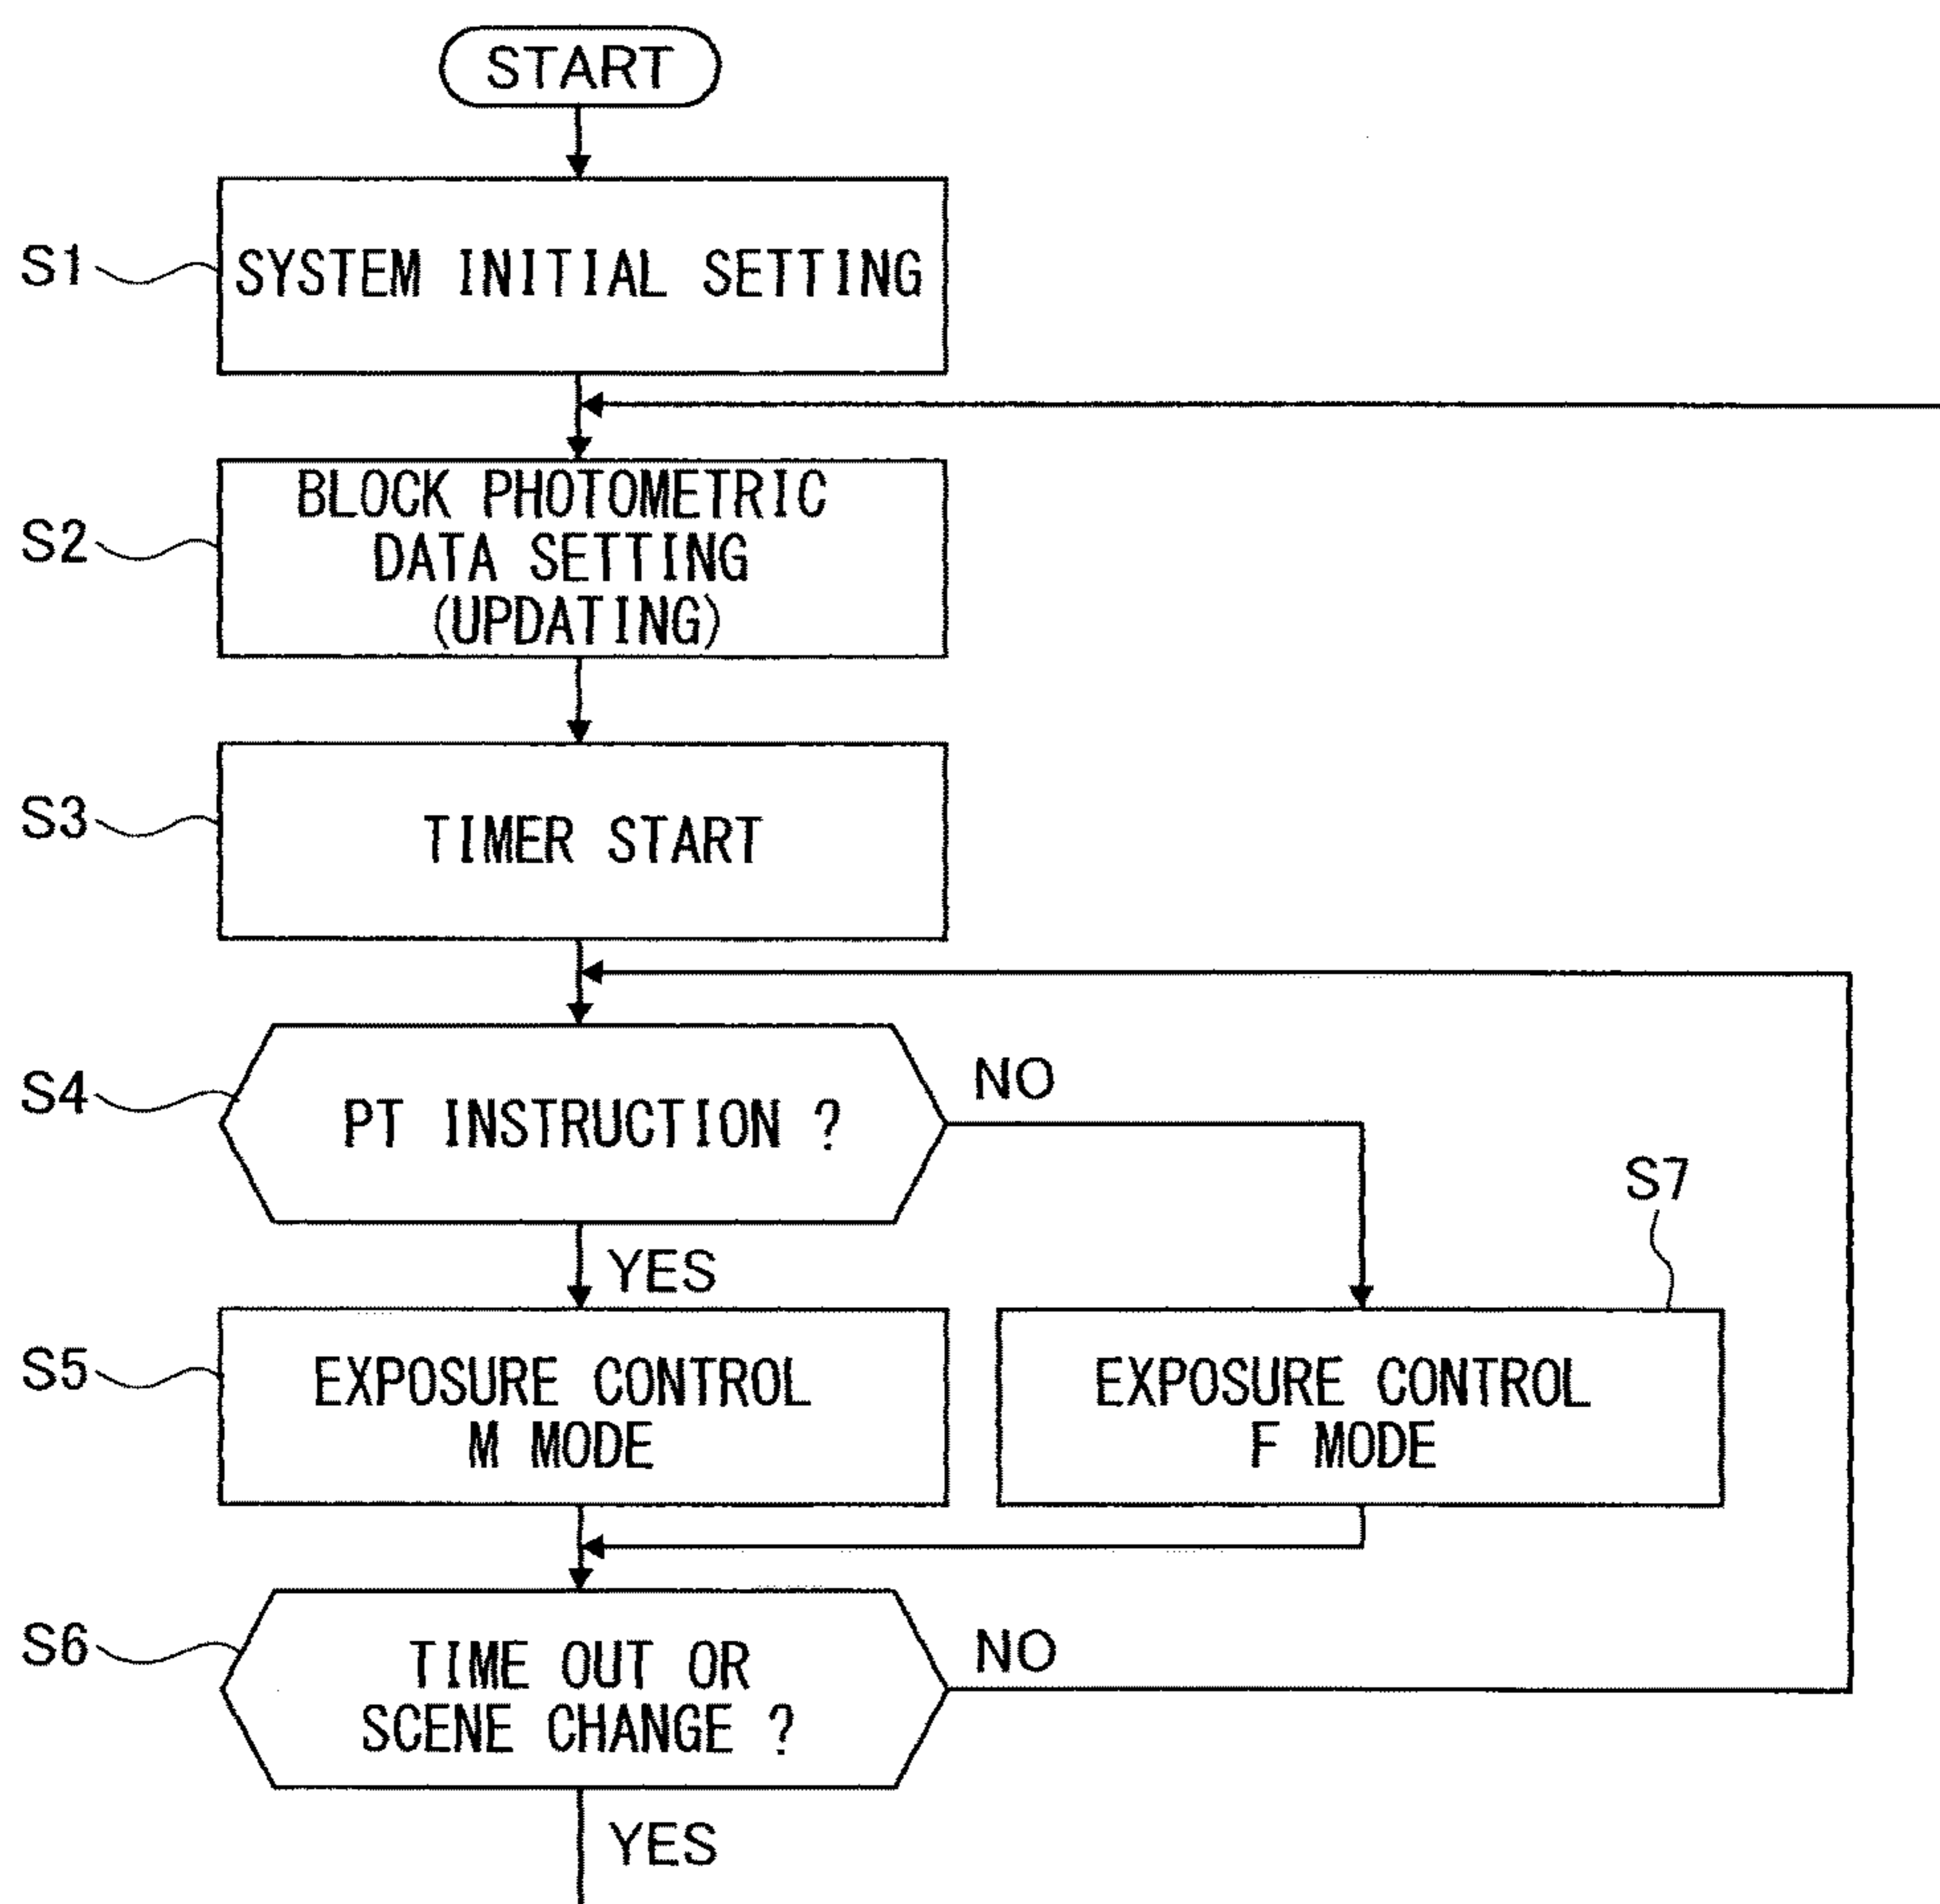 START
S1
SYSTEM INITIAL SETTING
S2
BLOCK PHOTOMETRIC
DATA SETTING
(UPDATING)
S3
TIMER START
S4
PT INSTRUCTION ?
NO
YES
S7
S5
EXPOSURE CONTROL
M MODE
EXPOSURE CONTROL
F MODE
S6
TIME OUT OR
SCENE CHANGE ?
NO
YES